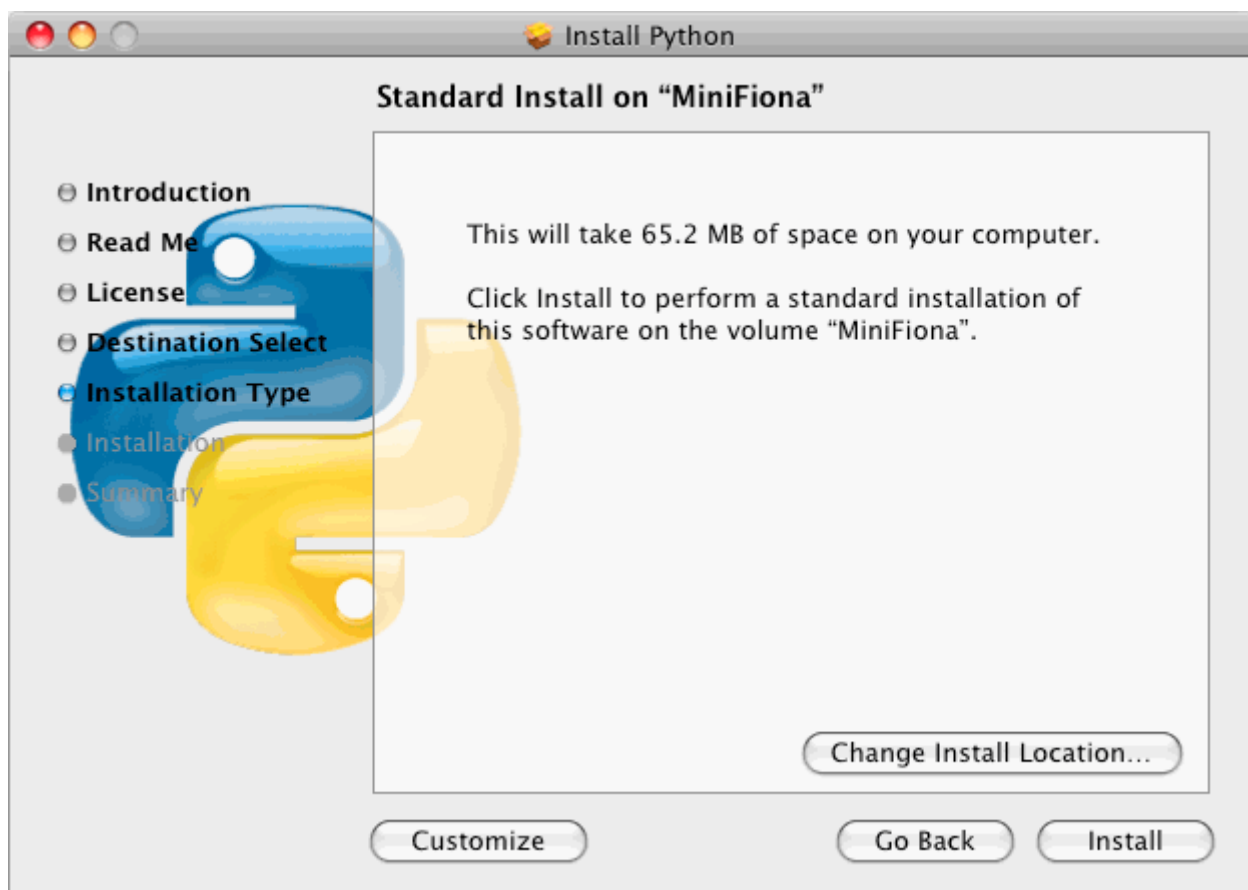 Install Python
Standard Install on “MiniFiona”
Introduction
Read Me
License
Destination Select
Installation Type
Installation
Summary
This will take 65.2 MB of space on your computer.
Click Install to perform a standard installation of
this software on the volume “MiniFiona”.
Change Install Location...
Customize
Go Back
Install